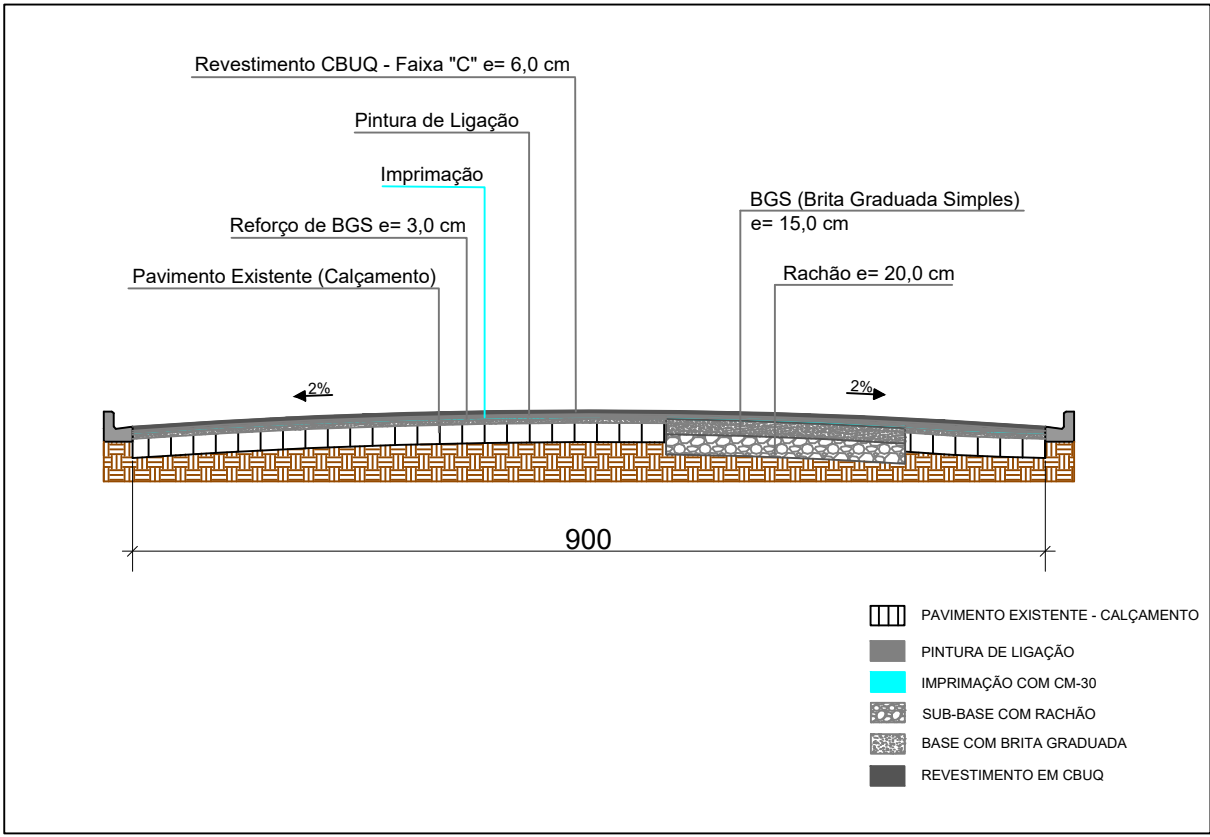 Revestimento CBUQ - Faixa "C" e= 6,0 cm
Pintura de Ligação
Imprimação
BGS (Brita Graduada Simples)
e= 15,0 cm
Reforço de BGS e= 3,0 cm
Pavimento Existente (Calçamento)
Rachão e= 20,0 cm
2%
2%
900
PAVIMENTO EXISTENTE - CALÇAMENTO
PINTURA DE LIGAÇÃO
IMPRIMAÇÃO COM CM-30
SUB-BASE COM RACHÃO
BASE COM BRITA GRADUADA
REVESTIMENTO EM CBUQ